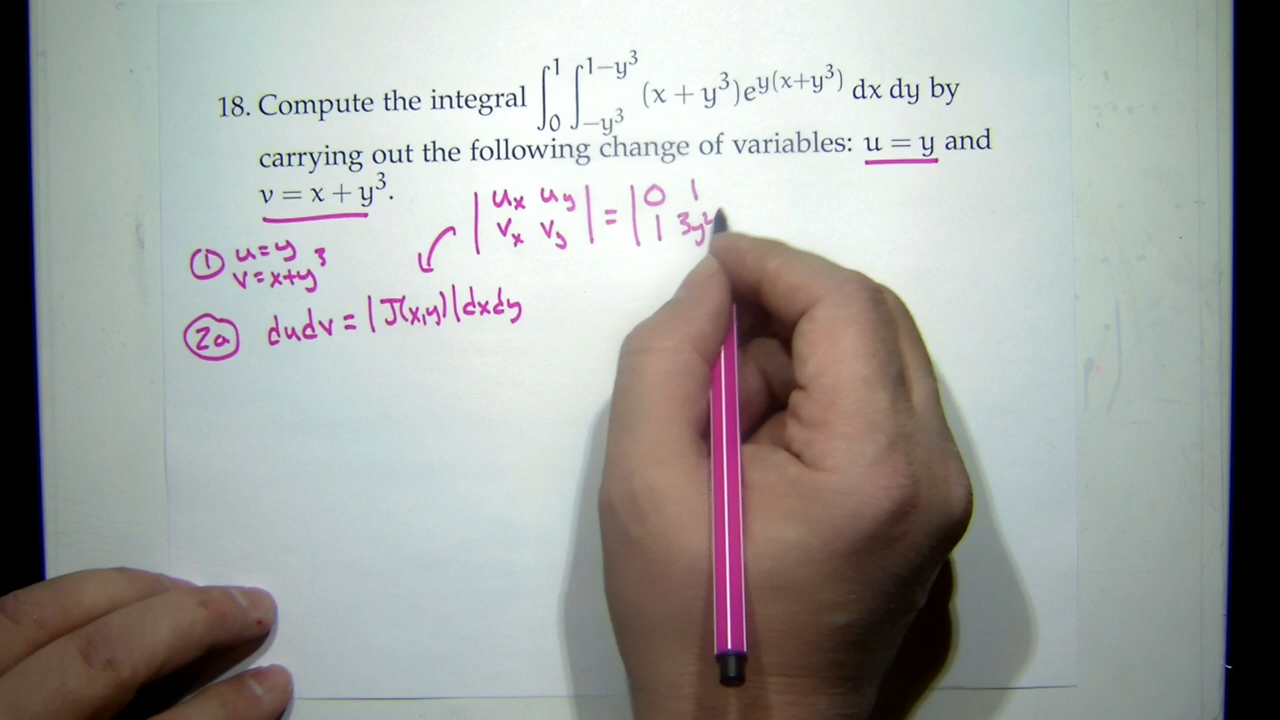 18. Compute the integral ∫₀¹ ∫_{−y³}^{1−y³} (x + y³)e^{y(x+y³)} dx dy by
carrying out the following change of variables: u = y and
v = x + y³.
| uₓ u_y | = | 0 1
| vₓ v_y |   | 1 3y²
① u=y
v=x+y³
2a dudv = |J(x,y)|dxdy